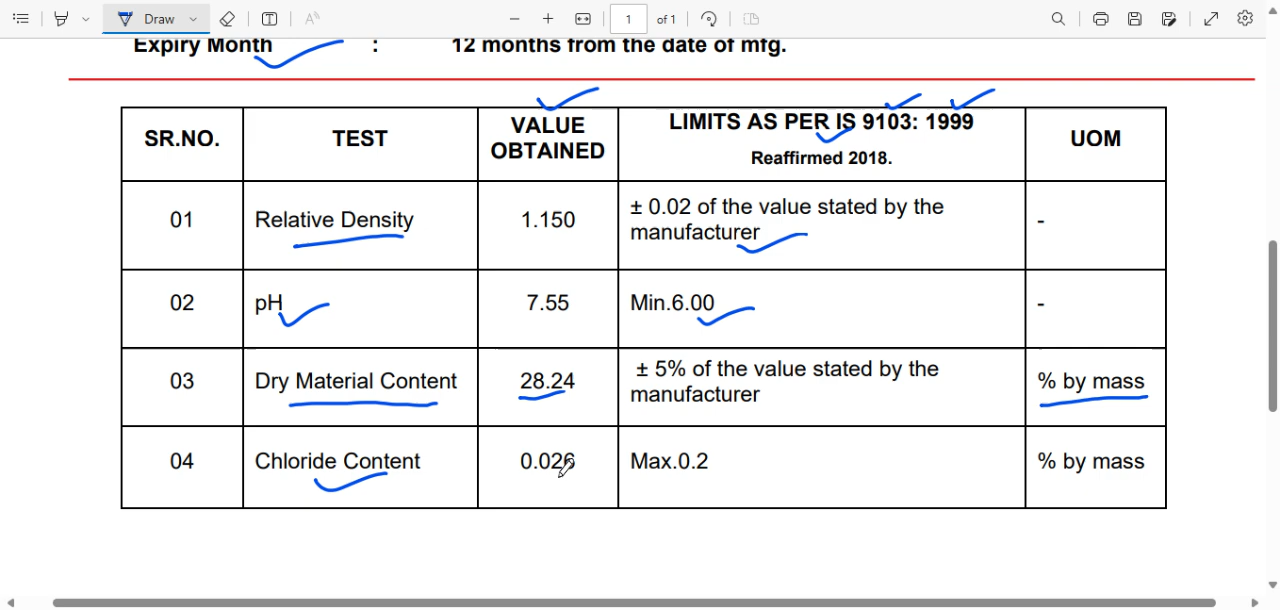 Draw
1 of 1
Expiry Month : 12 months from the date of mfg.
SR.NO. TEST VALUE OBTAINED LIMITS AS PER IS 9103: 1999 Reaffirmed 2018. UOM
01 Relative Density 1.150 ± 0.02 of the value stated by the manufacturer -
02 pH 7.55 Min.6.00 -
03 Dry Material Content 28.24 ± 5% of the value stated by the manufacturer % by mass
04 Chloride Content 0.026 Max.0.2 % by mass